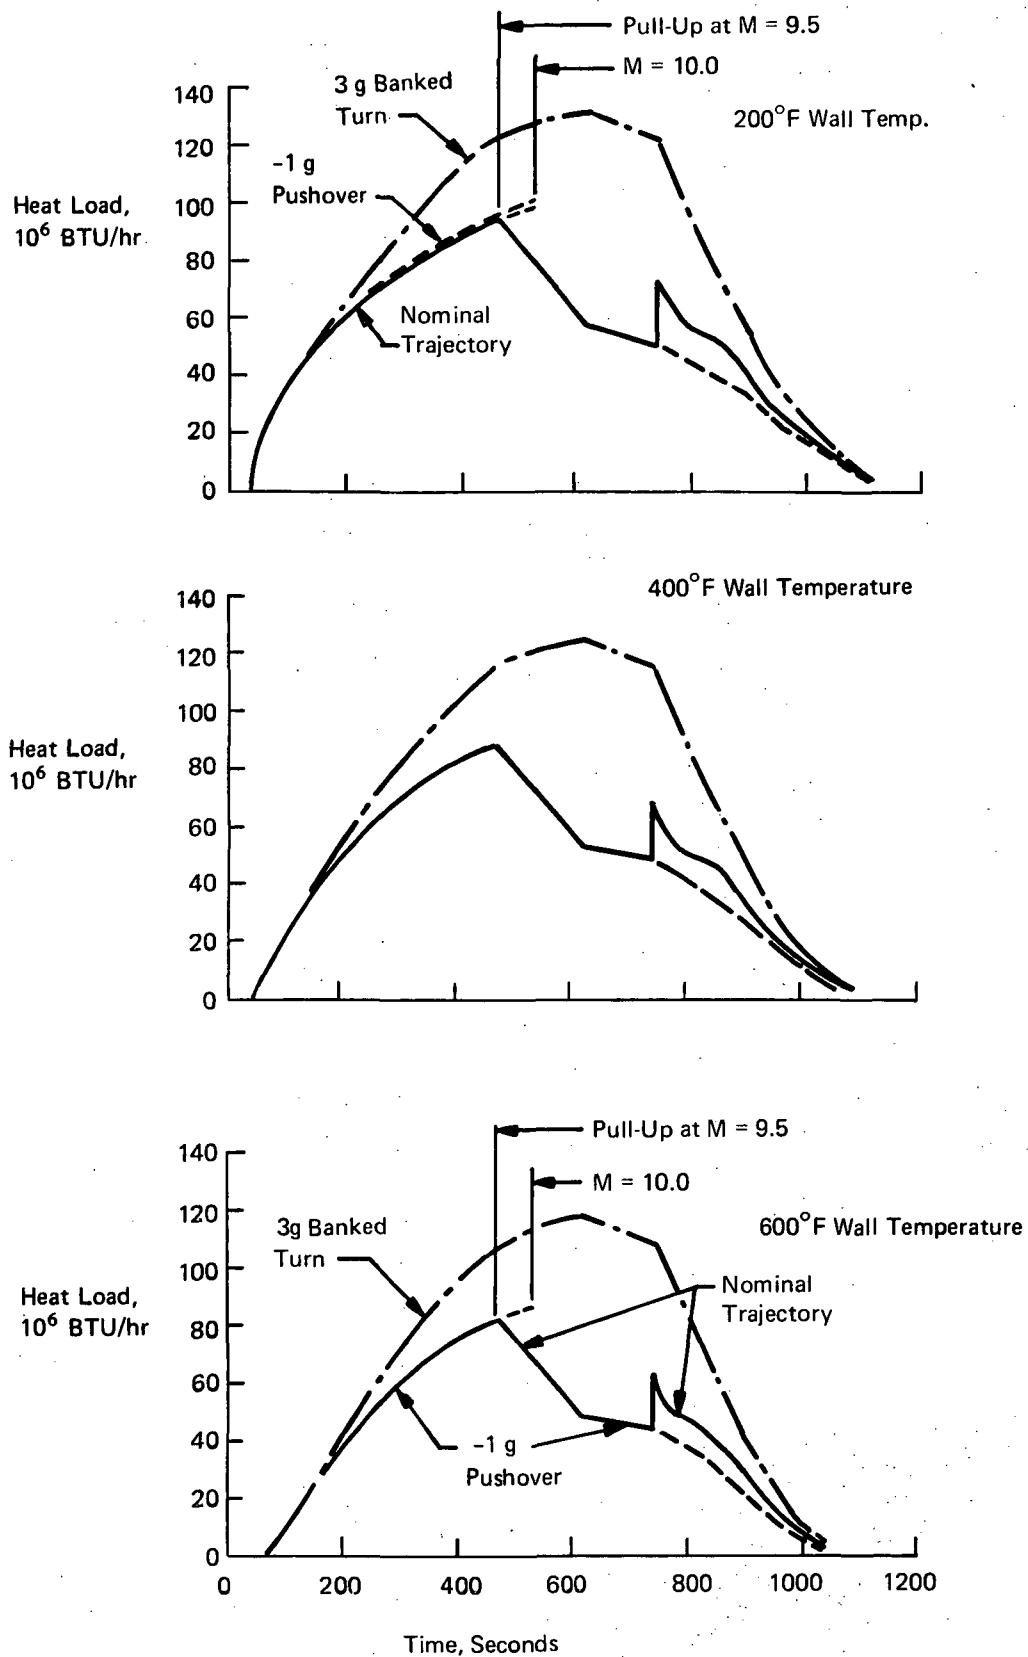 Pull-Up at M = 9.5
M = 10.0
3 g Banked
Turn
200°F Wall Temp.
-1 g
Pushover
Heat Load,
10⁶ BTU/hr
Nominal
Trajectory
140
120
100
80
60
40
20
0
400°F Wall Temperature
Heat Load,
10⁶ BTU/hr
140
120
100
80
60
40
20
0
Pull-Up at M = 9.5
M = 10.0
3g Banked
Turn
600°F Wall Temperature
Nominal
Trajectory
Heat Load,
10⁶ BTU/hr
-1 g
Pushover
140
120
100
80
60
40
20
0
0 200 400 600 800 1000 1200
Time, Seconds